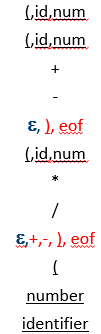 (,id,num
(,id,num
+
-
ε, ), eof
(,id,num
*
/
ε,+,-, ), eof
(
number
identifier